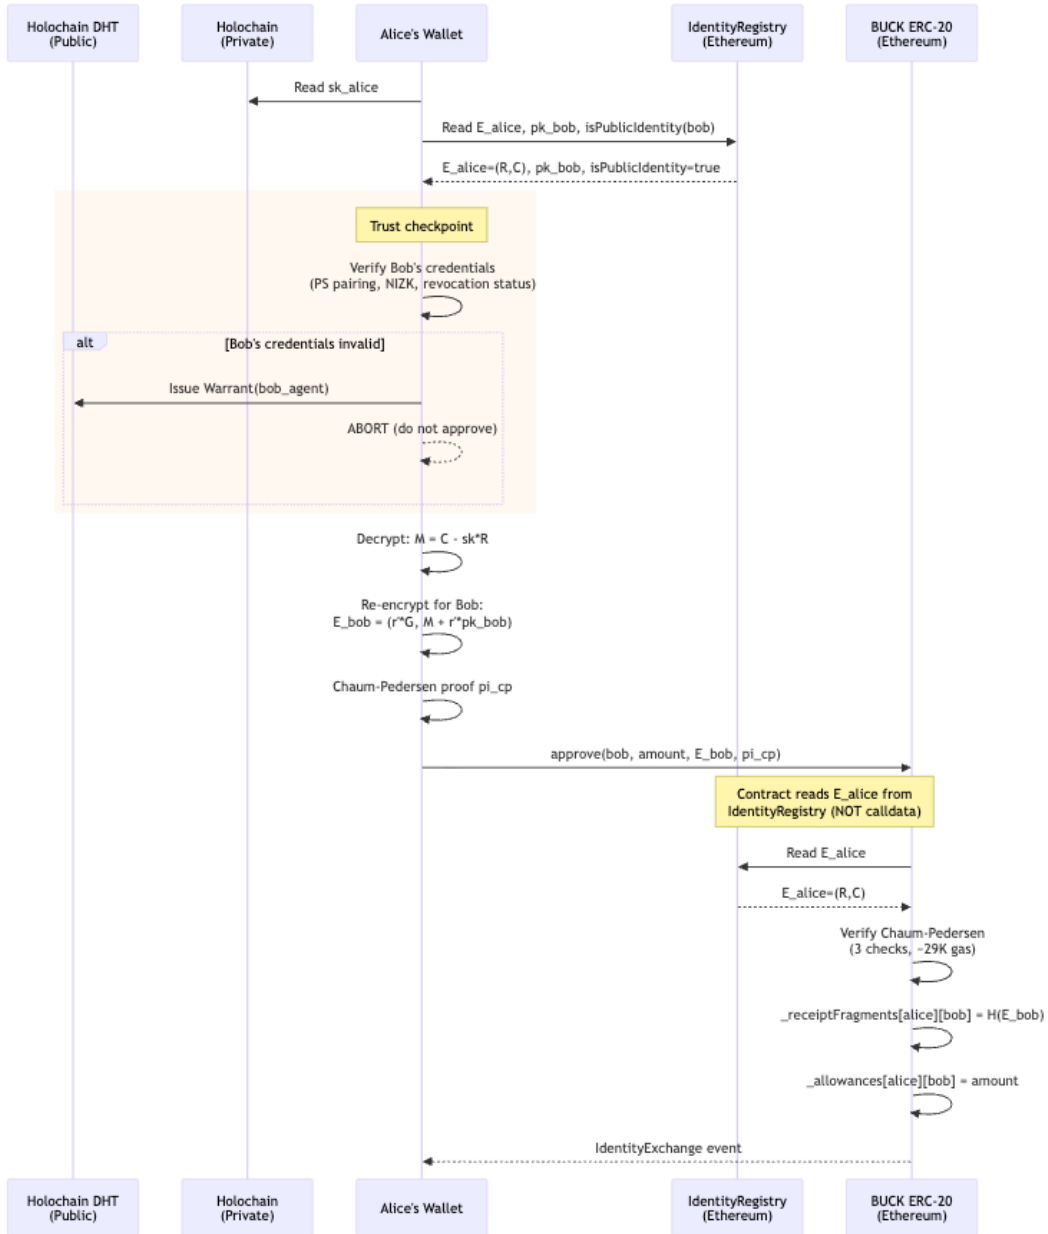 Holochain DHT
(Public)
Holochain
(Private)
Alice's Wallet
IdentityRegistry
(Ethereum)
BUCK ERC-20
(Ethereum)
Read sk_alice
Read E_alice, pk_bob, isPublicIdentity(bob)
E_alice=(R,C), pk_bob, isPublicIdentity=true
Trust checkpoint
Verify Bob's credentials
(PS pairing, NIZK, revocation status)
alt
[Bob's credentials invalid]
Issue Warrant(bob_agent)
ABORT (do not approve)
Decrypt: M = C - sk*R
Re-encrypt for Bob:
E_bob = (r'*G, M + r'*pk_bob)
Chaum-Pedersen proof pi_cp
approve(bob, amount, E_bob, pi_cp)
Contract reads E_alice from
IdentityRegistry (NOT calldata)
Read E_alice
E_alice=(R,C)
Verify Chaum-Pedersen
(3 checks, ~29K gas)
_receiptFragments[alice][bob] = H(E_bob)
_allowances[alice][bob] = amount
IdentityExchange event
Holochain DHT
(Public)
Holochain
(Private)
Alice's Wallet
IdentityRegistry
(Ethereum)
BUCK ERC-20
(Ethereum)